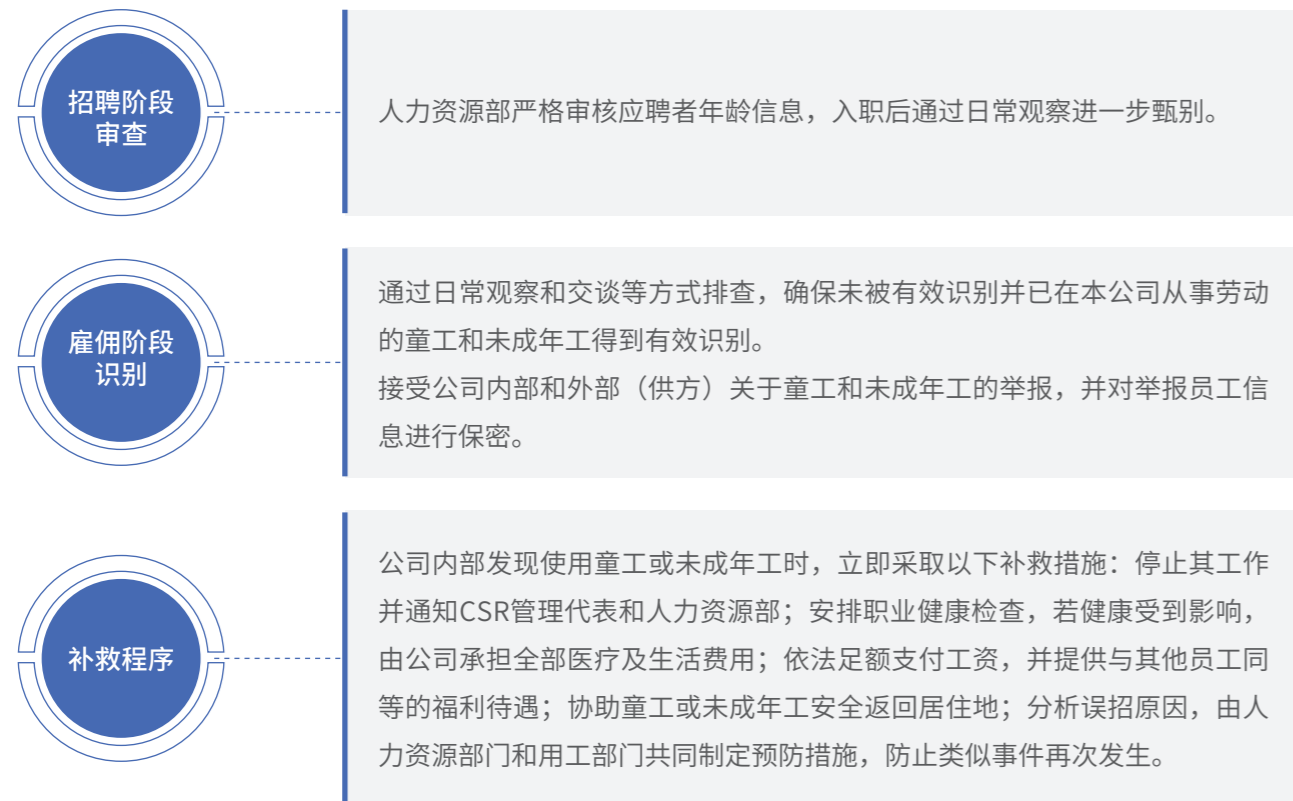 招聘阶段
审查
人力资源部严格审核应聘者年龄信息，入职后通过日常观察进一步甄别。
雇佣阶段
识别
通过日常观察和交谈等方式排查，确保未被有效识别并已在本公司从事劳动
的童工和未成年工得到有效识别。
接受公司内部和外部（供方）关于童工和未成年工的举报，并对举报员工信
息进行保密。
补救程序
公司内部发现使用童工或未成年工时，立即采取以下补救措施：停止其工作
并通知CSR管理代表和人力资源部；安排职业健康检查，若健康受到影响，
由公司承担全部医疗及生活费用；依法足额支付工资，并提供与其他员工同
等的福利待遇；协助童工或未成年工安全返回居住地；分析误招原因，由人
力资源部门和用工部门共同制定预防措施，防止类似事件再次发生。